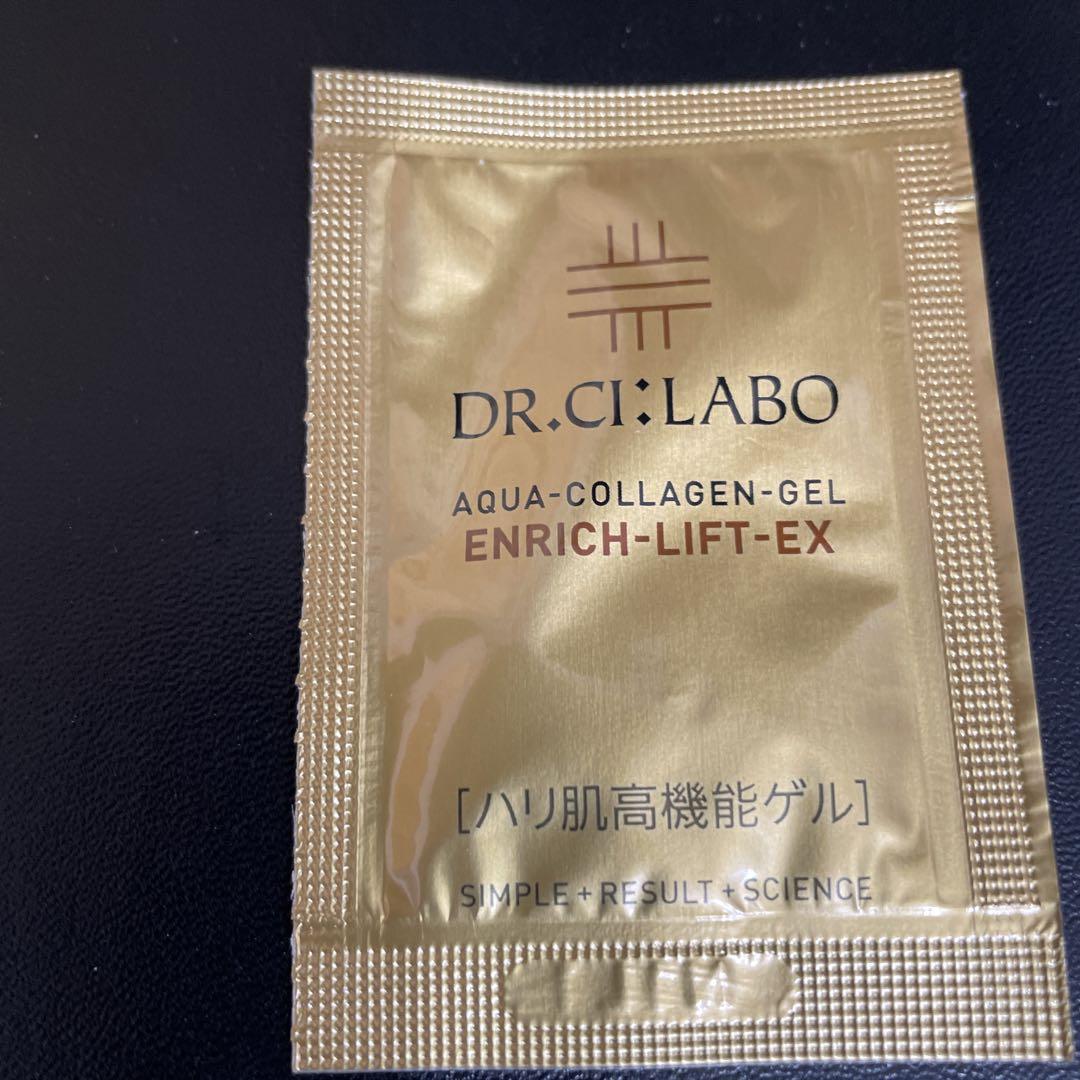 DR.CI:LABO
AQUA-COLLAGEN-GEL
ENRICH-LIFT-EX
[ハリ肌高機能ゲル]
SIMPLE+RESULT+SCIENCE